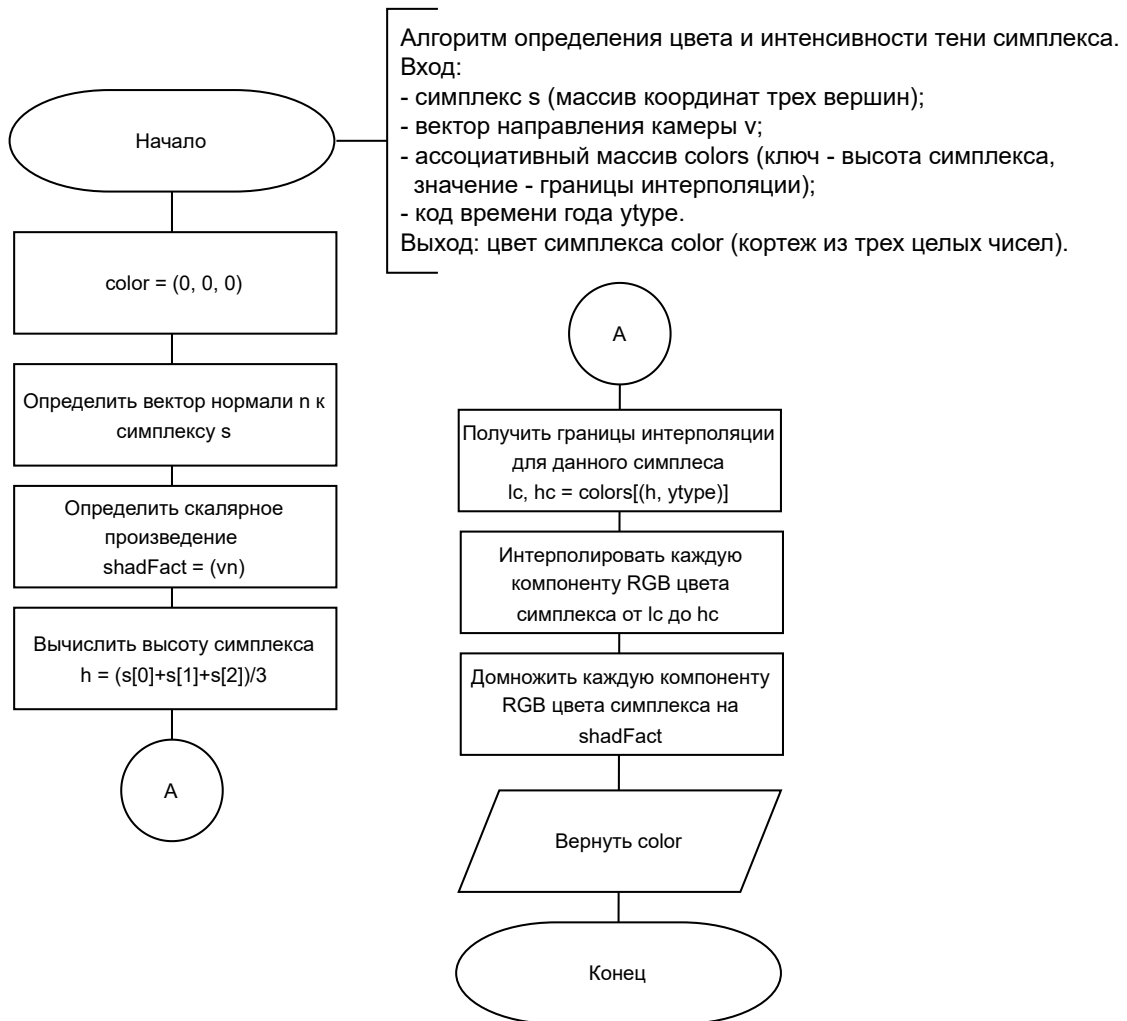 Алгоритм определения цвета и интенсивности тени симплекса.
Вход:
- симплекс s (массив координат трех вершин);
- вектор направления камеры v;
- ассоциативный массив colors (ключ - высота симплекса,
значение - границы интерполяции);
- код времени года ytype.
Выход: цвет симплекса color (кортеж из трех целых чисел).
Начало
color = (0, 0, 0)
Определить вектор нормали n к
симплексу s
Определить скалярное
произведение
shadFact = (vn)
Вычислить высоту симплекса
h = (s[0]+s[1]+s[2])/3
A
A
Получить границы интерполяции
для данного симплеса
lc, hc = colors[(h, ytype)]
Интерполировать каждую
компоненту RGB цвета
симплекса от lc до hc
Домножить каждую компоненту
RGB цвета симплекса на
shadFact
Вернуть color
Конец